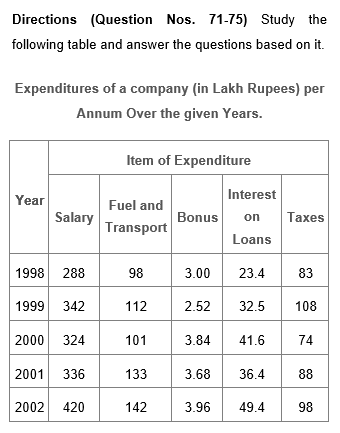 Directions (Question Nos. 71-75) Study the
following table and answer the questions based on it.
Expenditures of a company (in Lakh Rupees) per
Annum Over the given Years.
Year
Item of Expenditure
Salary
Fuel and
Transport
Bonus
Interest
on
Loans
Taxes
1998 288 98 3.00 23.4 83
1999 342 112 2.52 32.5 108
2000 324 101 3.84 41.6 74
2001 336 133 3.68 36.4 88
2002 420 142 3.96 49.4 98